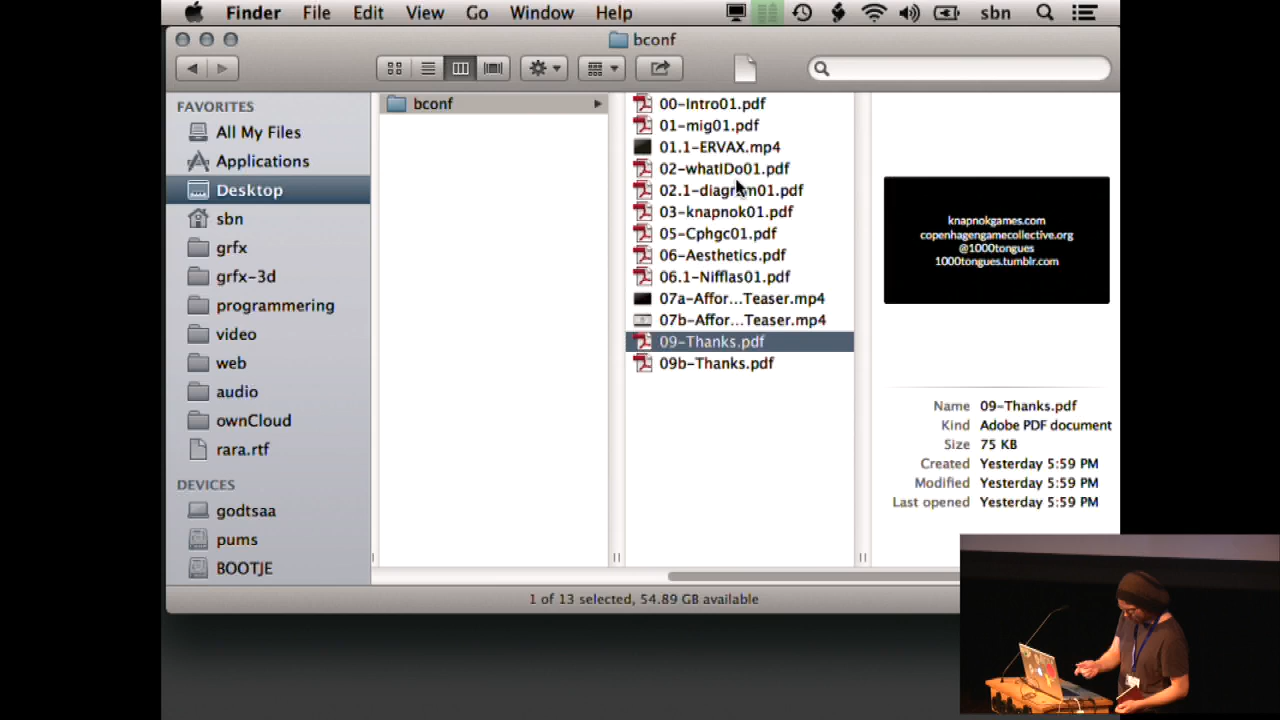 Finder File Edit View Go Window Help sbn
bconf
FAVORITES
All My Files
Applications
Desktop
sbn
grfx
grfx-3d
programmering
video
web
audio
ownCloud
rara.rtf
DEVICES
godtsaa
pums
BOOTJE
bconf
00-Intro01.pdf
01-mig01.pdf
01.1-ERVAX.mp4
02-whatIDo01.pdf
02.1-diagram01.pdf
03-knapnok01.pdf
05-Cphgc01.pdf
06-Aesthetics.pdf
06.1-Nifflas01.pdf
07a-Affor...Teaser.mp4
07b-Affor...Teaser.mp4
09-Thanks.pdf
09b-Thanks.pdf
knapnokgames.com
copenhagengamecollective.org
@1000tongues
1000tongues.tumblr.com
Name 09-Thanks.pdf
Kind Adobe PDF document
Size 75 KB
Created Yesterday 5:59 PM
Modified Yesterday 5:59 PM
Last opened Yesterday 5:59 PM
1 of 13 selected, 54.89 GB available